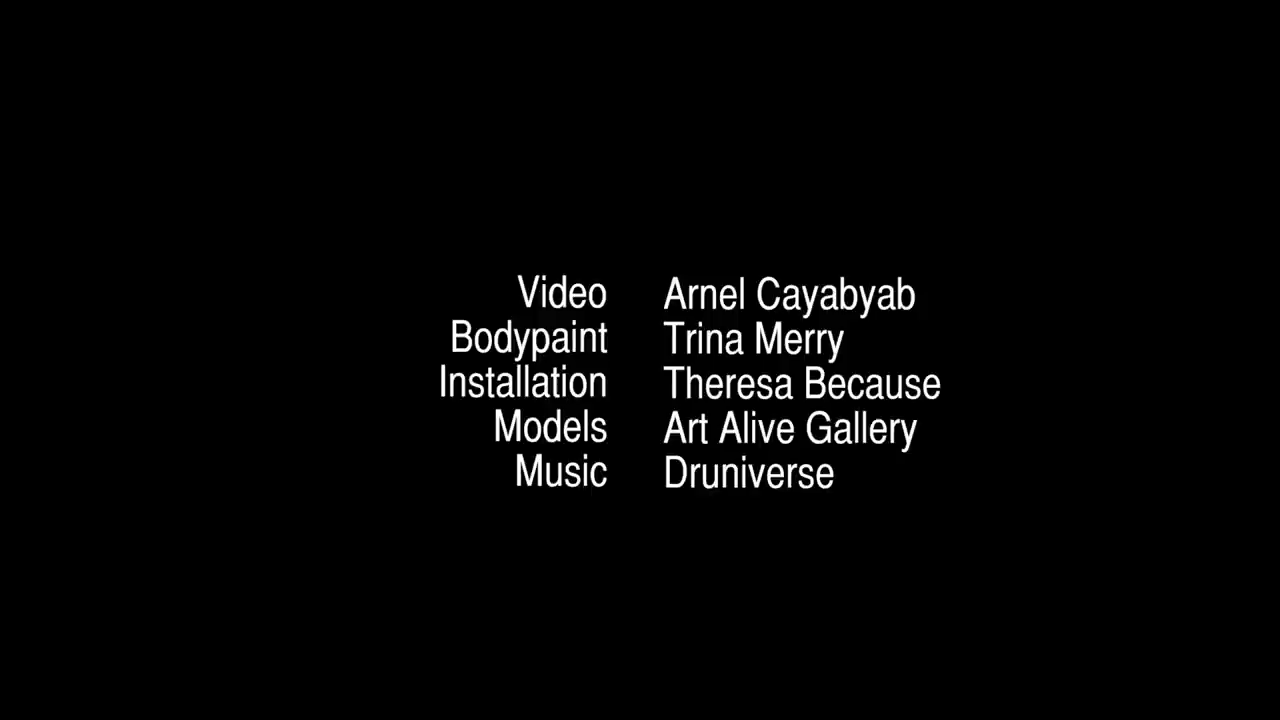 Video Arnel Cayabyab
Bodypaint Trina Merry
Installation Theresa Because
Models Art Alive Gallery
Music Druniverse